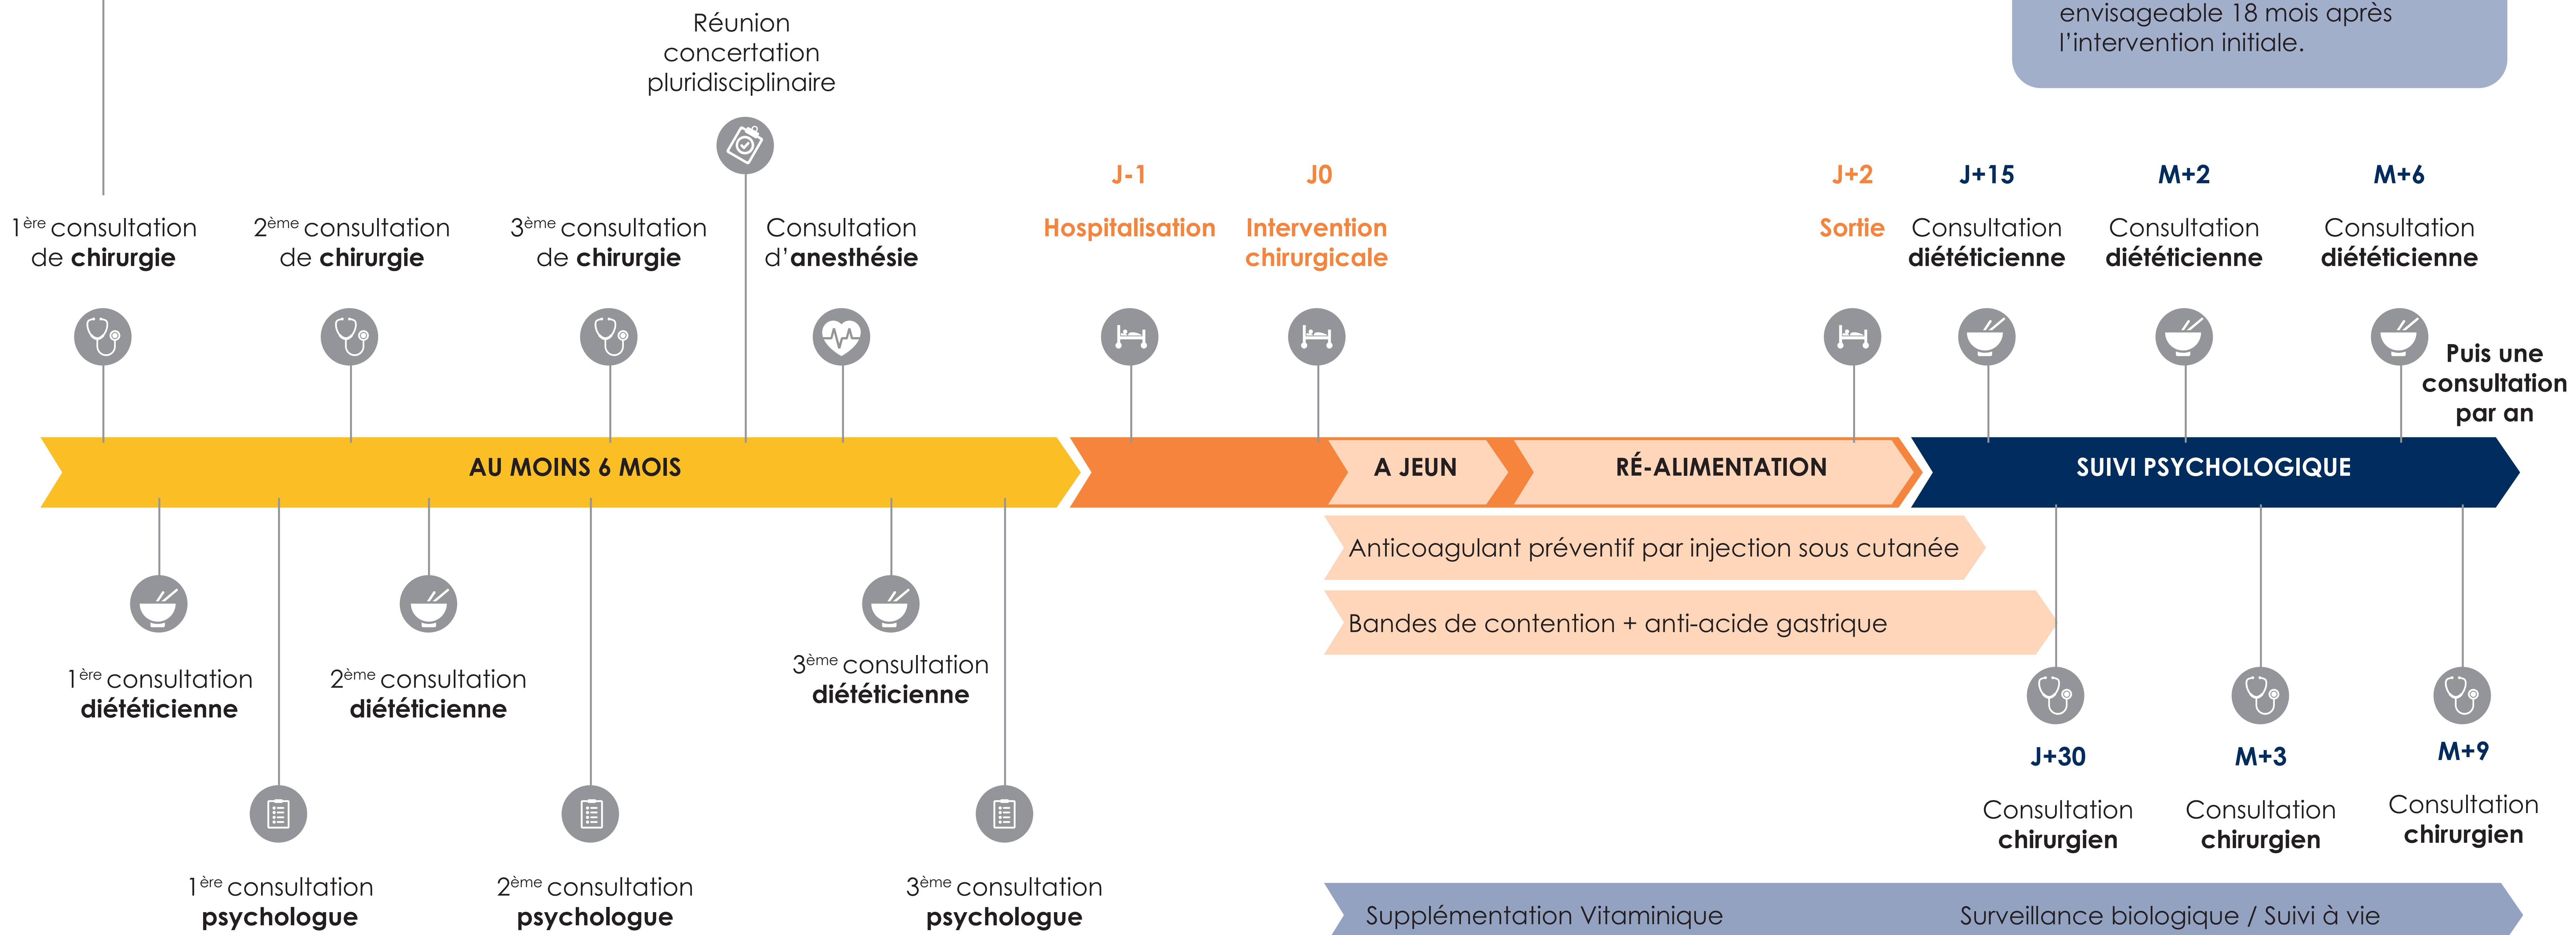 envisageable 18 mois après
l'intervention initiale.
Réunion
concertation
pluridisciplinaire
1ère consultation
de chirurgie
2ème consultation
de chirurgie
3ème consultation
de chirurgie
Consultation
d'anesthésie
J-1
Hospitalisation
J0
Intervention
chirurgicale
J+2
Sortie
J+15
Consultation
diététicienne
M+2
Consultation
diététicienne
M+6
Consultation
diététicienne
Puis une
consultation
par an
AU MOINS 6 MOIS
A JEUN
RÉ-ALIMENTATION
SUIVI PSYCHOLOGIQUE
Anticoagulant préventif par injection sous cutanée
Bandes de contention + anti-acide gastrique
1ère consultation
diététicienne
2ème consultation
diététicienne
3ème consultation
diététicienne
1ère consultation
psychologue
2ème consultation
psychologue
3ème consultation
psychologue
J+30
Consultation
chirurgien
M+3
Consultation
chirurgien
M+9
Consultation
chirurgien
Supplémentation Vitaminique
Surveillance biologique / Suivi à vie